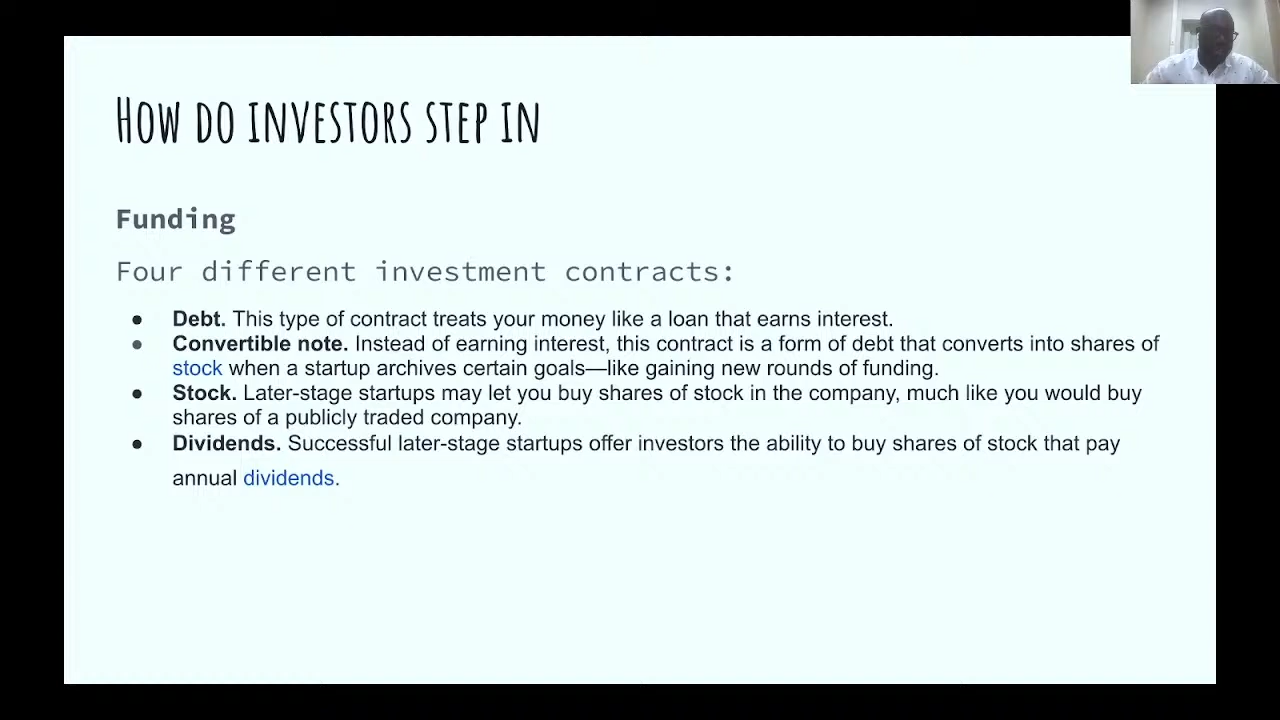 How do investors step in
Funding
Four different investment contracts:
● Debt. This type of contract treats your money like a loan that earns interest.
● Convertible note. Instead of earning interest, this contract is a form of debt that converts into shares of
stock when a startup archives certain goals—like gaining new rounds of funding.
● Stock. Later-stage startups may let you buy shares of stock in the company, much like you would buy
shares of a publicly traded company.
● Dividends. Successful later-stage startups offer investors the ability to buy shares of stock that pay
annual dividends.